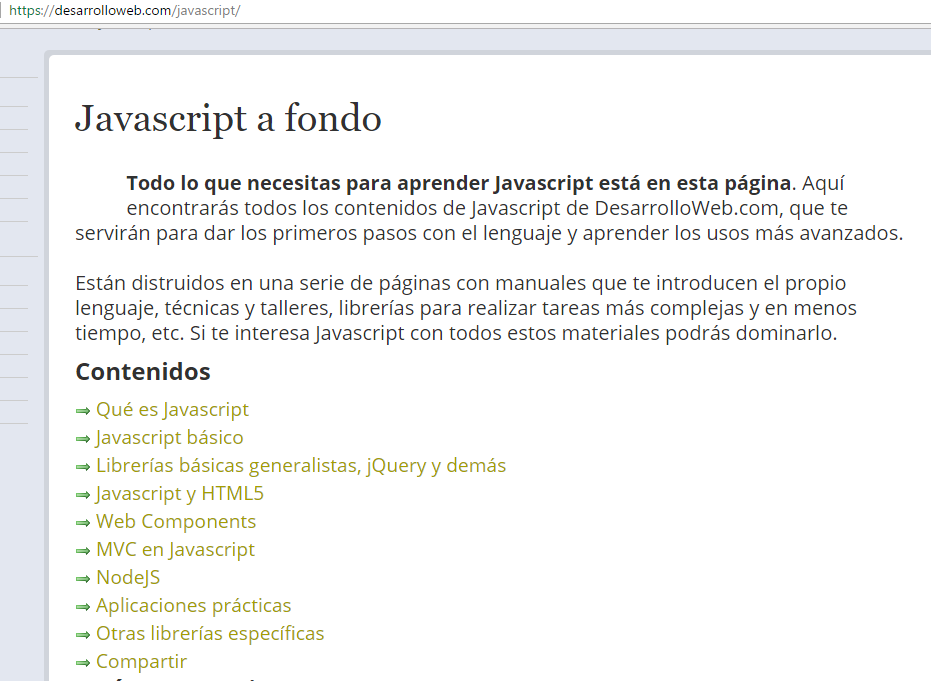 https://desarrolloweb.com/javascript/
Javascript a fondo
Todo lo que necesitas para aprender Javascript está en esta página. Aquí
encontrarás todos los contenidos de Javascript de DesarrolloWeb.com, que te
servirán para dar los primeros pasos con el lenguaje y aprender los usos más avanzados.
Están distruidos en una serie de páginas con manuales que te introducen el propio
lenguaje, técnicas y talleres, librerías para realizar tareas más complejas y en menos
tiempo, etc. Si te interesa Javascript con todos estos materiales podrás dominarlo.
Contenidos
Qué es Javascript
Javascript básico
Librerías básicas generalistas, jQuery y demás
Javascript y HTML5
Web Components
MVC en Javascript
NodeJS
Aplicaciones prácticas
Otras librerías específicas
Compartir